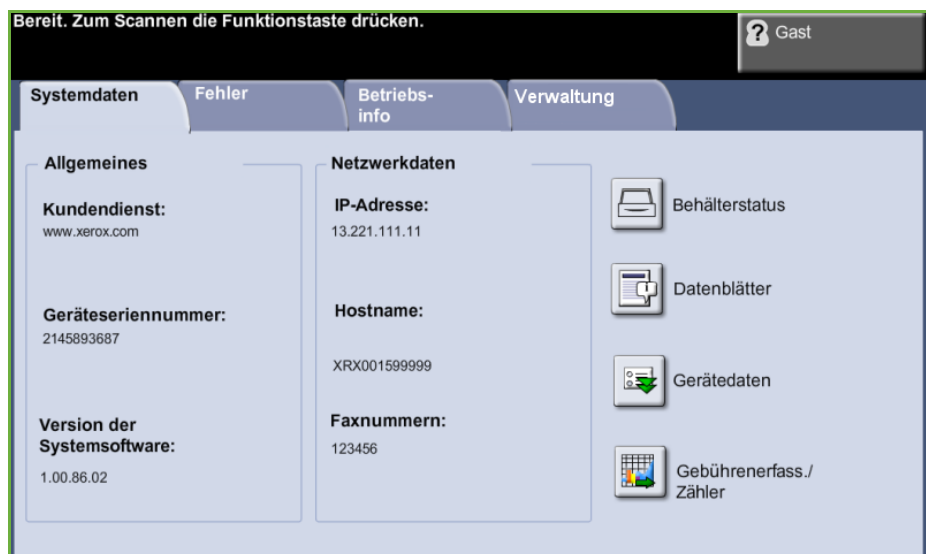 Bereit. Zum Scannen die Funktionstaste drücken.
Gast
Systemdaten
Fehler
Betriebs-
info
Verwaltung
Allgemeines
Kundendienst:
www.xerox.com
Geräteseriennummer:
2145893687
Version der
Systemsoftware:
1.00.86.02
Netzwerkdaten
IP-Adresse:
13.221.111.11
Hostname:
XRX001599999
Faxnummern:
123456
Behälterstatus
Datenblätter
Gerätedaten
Gebührenerfass./
Zähler